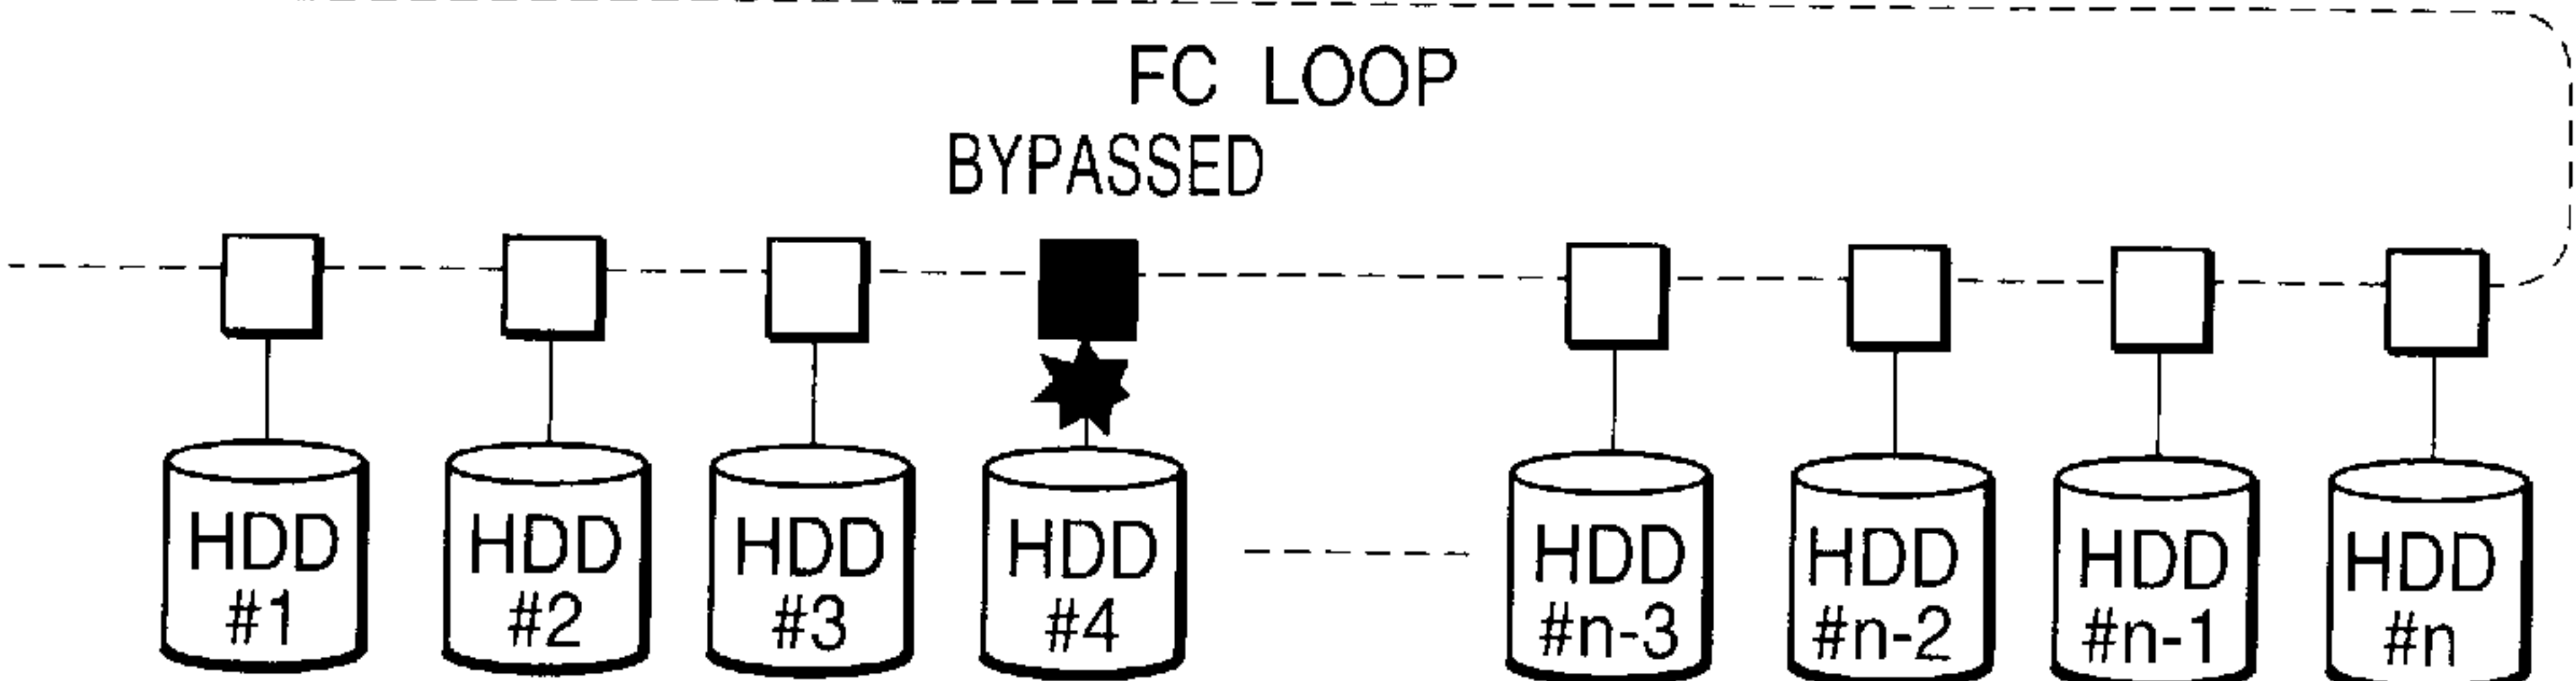 FC LOOP
BYPASSED
HDD #1
HDD #2
HDD #3
HDD #4
HDD #n-3
HDD #n-2
HDD #n-1
HDD #n